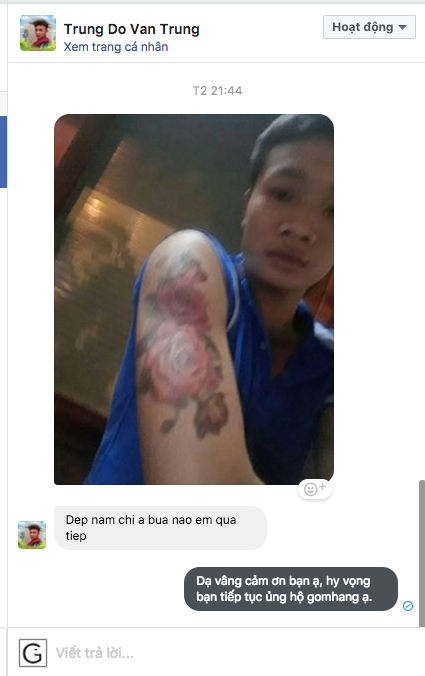 Trung Do Van Trung
Xem trang cá nhân
Hoạt động
T2 21:44
Dep nam chi a bua nao em qua
tiep
Dạ vâng cảm ơn bạn ạ, hy vọng
bạn tiếp tục ủng hộ gomhang ạ.
G
Viết trả lời...